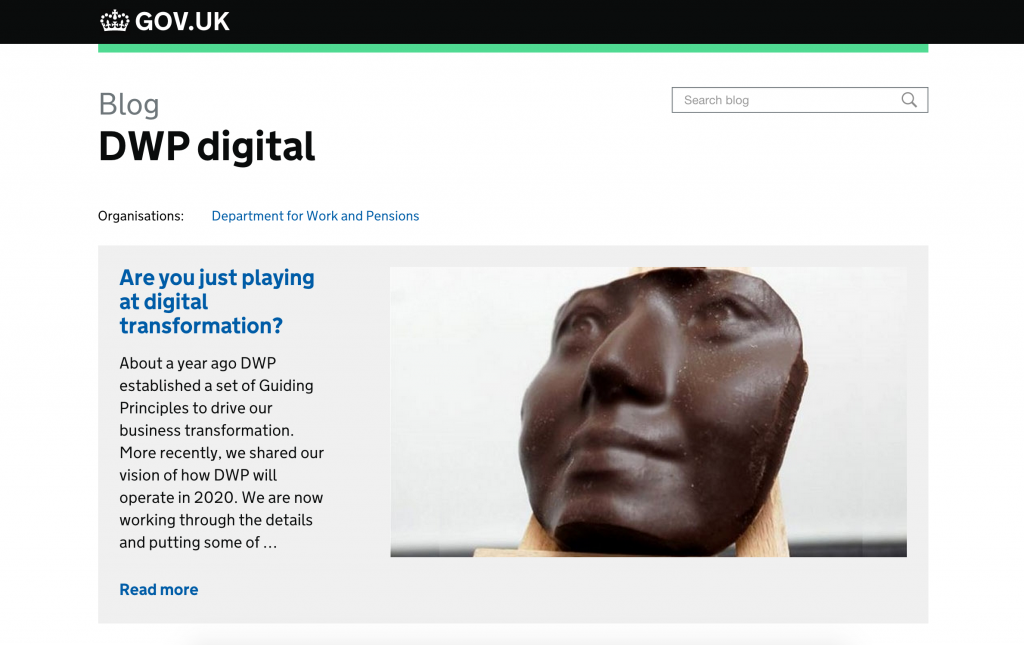 GOV.UK
Blog
DWP digital
Search blog
Organisations: Department for Work and Pensions
Are you just playing
at digital
transformation?
About a year ago DWP
established a set of Guiding
Principles to drive our
business transformation.
More recently, we shared our
vision of how DWP will
operate in 2020. We are now
working through the details
and putting some of …
Read more